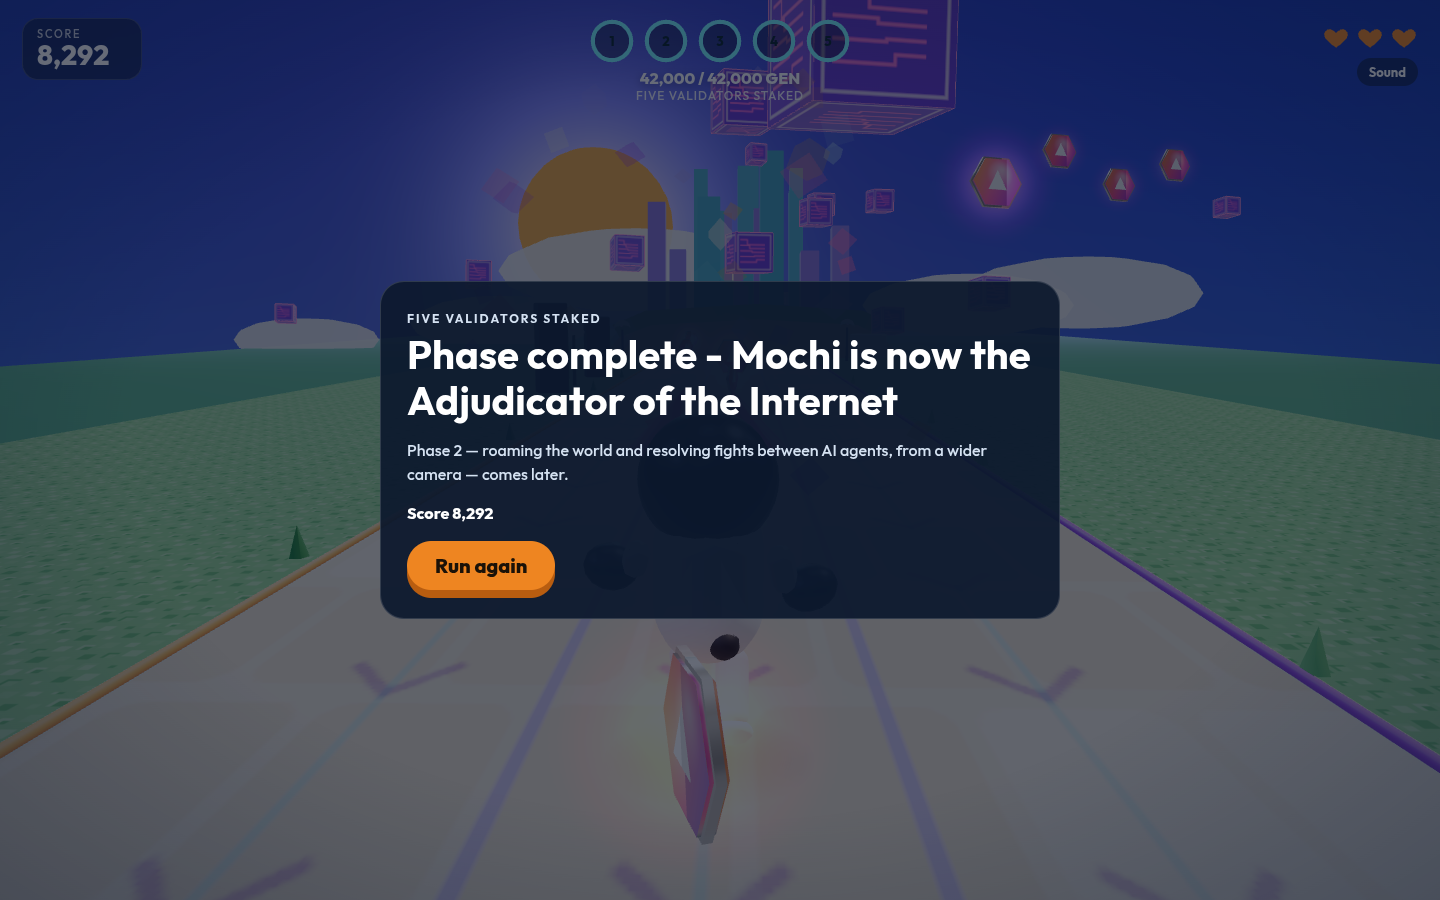 SCORE
8,292
1 2 3 4 5
42,000 / 42,000 GEN
FIVE VALIDATORS STAKED
Sound
FIVE VALIDATORS STAKED
Phase complete - Mochi is now the
Adjudicator of the Internet
Phase 2 — roaming the world and resolving fights between AI agents, from a wider
camera — comes later.
Score 8,292
Run again